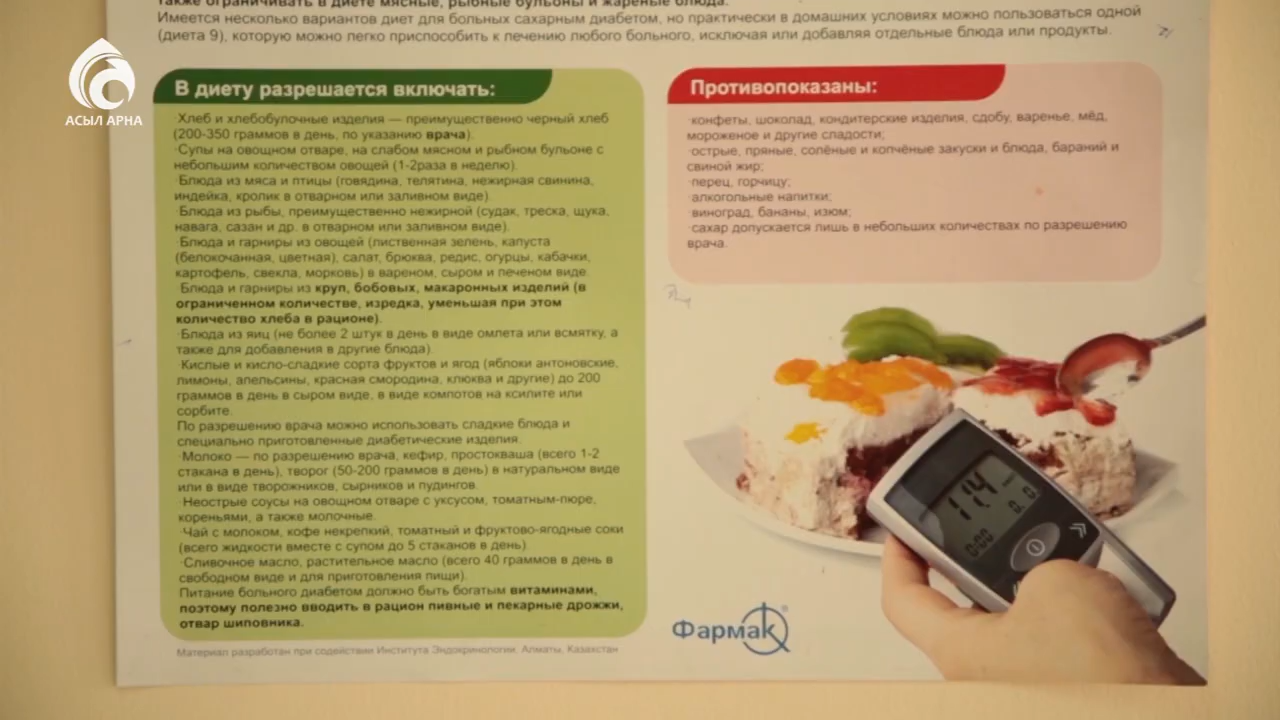 также ограничивать в диете мясные, рыбные бульоны и жареные блюда.
Имеется несколько вариантов диет для больных сахарным диабетом, но практически в домашних условиях можно пользоваться одной
(диета 9), которую можно легко приспособить к лечению любого больного, исключая или добавляя отдельные блюда или продукты.
АСЫЛ АРНА
В диету разрешается включать:
·Хлеб и хлебобулочные изделия — преимущественно черный хлеб
(200-350 граммов в день, по указанию врача).
·Супы на овощном отваре, на слабом мясном и рыбном бульоне с
небольшим количеством овощей (1-2раза в неделю).
·Блюда из мяса и птицы (говядина, телятина, нежирная свинина,
индейка, кролик в отварном или заливном виде).
·Блюда из рыбы, преимущественно нежирной (судак, треска, щука,
навага, сазан и др. в отварном или заливном виде).
·Блюда и гарниры из овощей (лиственная зелень, капуста
(белокочанная, цветная), салат, брюква, редис, огурцы, кабачки,
картофель, свекла, морковь) в вареном, сыром и печеном виде.
·Блюда и гарниры из круп, бобовых, макаронных изделий (в
ограниченном количестве, изредка, уменьшая при этом
количество хлеба в рационе).
·Блюда из яиц (не более 2 штук в день в виде омлета или всмятку, а
также для добавления в другие блюда).
·Кислые и кисло-сладкие сорта фруктов и ягод (яблоки антоновские,
лимоны, апельсины, красная смородина, клюква и другие) до 200
граммов в день в сыром виде, в виде компотов на ксилите или
сорбите.
По разрешению врача можно использовать сладкие блюда и
специально приготовленные диабетические изделия.
·Молоко — по разрешению врача, кефир, простокваша (всего 1-2
стакана в день), творог (50-200 граммов в день) в натуральном виде
или в виде творожников, сырников и пудингов.
·Неострые соусы на овощном отваре с уксусом, томатным-пюре,
кореньями, а также молочные.
·Чай с молоком, кофе некрепкий, томатный и фруктово-ягодные соки
(всего жидкости вместе с супом до 5 стаканов в день).
·Сливочное масло, растительное масло (всего 40 граммов в день в
свободном виде и для приготовления пищи).
Питание больного диабетом должно быть богатым витаминами,
поэтому полезно вводить в рацион пивные и пекарные дрожжи,
отвар шиповника.
Материал разработан при содействии Института Эндокринологии, Алматы, Казахстан
Противопоказаны:
·конфеты, шоколад, кондитерские изделия, сдобу, варенье, мёд,
мороженое и другие сладости;
·острые, пряные, солёные и копчёные закуски и блюда, бараний и
свиной жир;
·перец, горчицу;
·алкогольные напитки;
·виноград, бананы, изюм;
·сахар допускается лишь в небольших количествах по разрешению
врача.
11,4
0:00
Фармак®